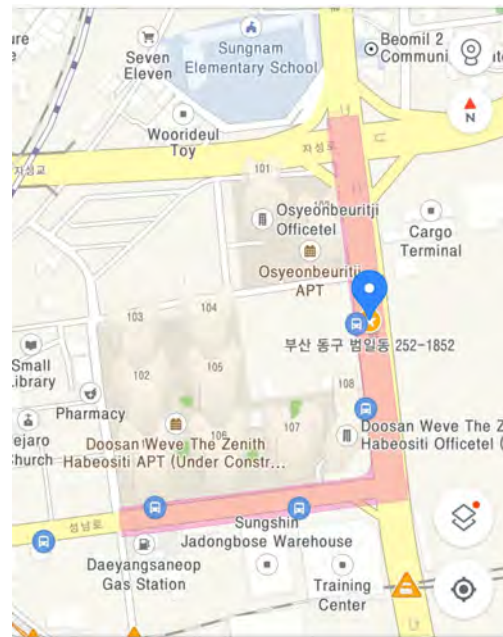 ure
Seven
Eleven
Sungnam
Elementary School
Beomil 2
Communi
N
Woorideul
Toy
자성로
자성교
101
Osyeonbeuritji
Officetel
Cargo
Terminal
Osyeonbeuritji
APT
104
103
부산 동구 범일동 252-1852
Small
Library
102
105
108
Pharmacy
ejaro
Church
106
107
Doosan Weve The Zenith
Habeositi APT (Under Constr...
Doosan Weve The Z
Habeositi Officetel (
성남로
Sungshin
Jadongbose Warehouse
Daeyangsaneop
Gas Station
Training
Center